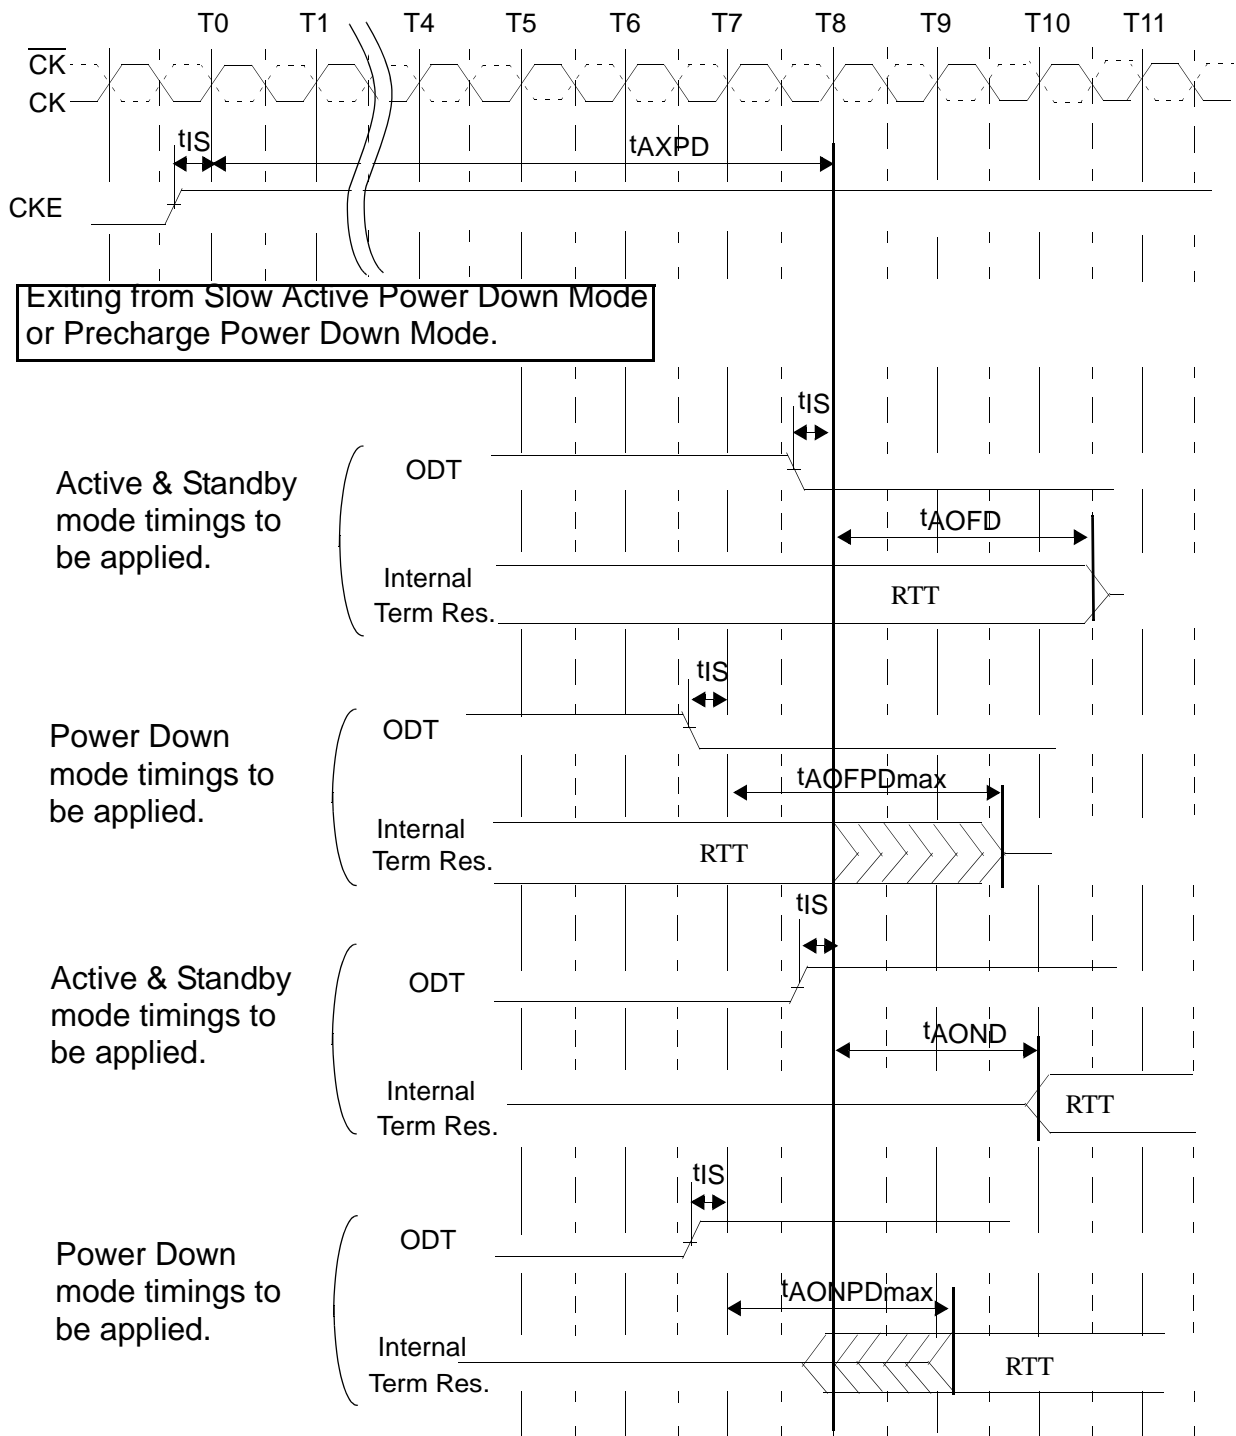 T0 T1 T4 T5 T6 T7 T8 T9 T10 T11
CK
CK
tIS
tAXPD
CKE
Exiting from Slow Active Power Down Mode
or Precharge Power Down Mode.
tIS
ODT
Active & Standby
mode timings to
be applied.
tAOFD
Internal
Term Res.
RTT
tIS
ODT
Power Down
mode timings to
be applied.
tAOFPDmax
Internal
Term Res.
RTT
tIS
ODT
Active & Standby
mode timings to
be applied.
tAOND
Internal
Term Res.
RTT
tIS
ODT
Power Down
mode timings to
be applied.
tAONPDmax
Internal
Term Res.
RTT